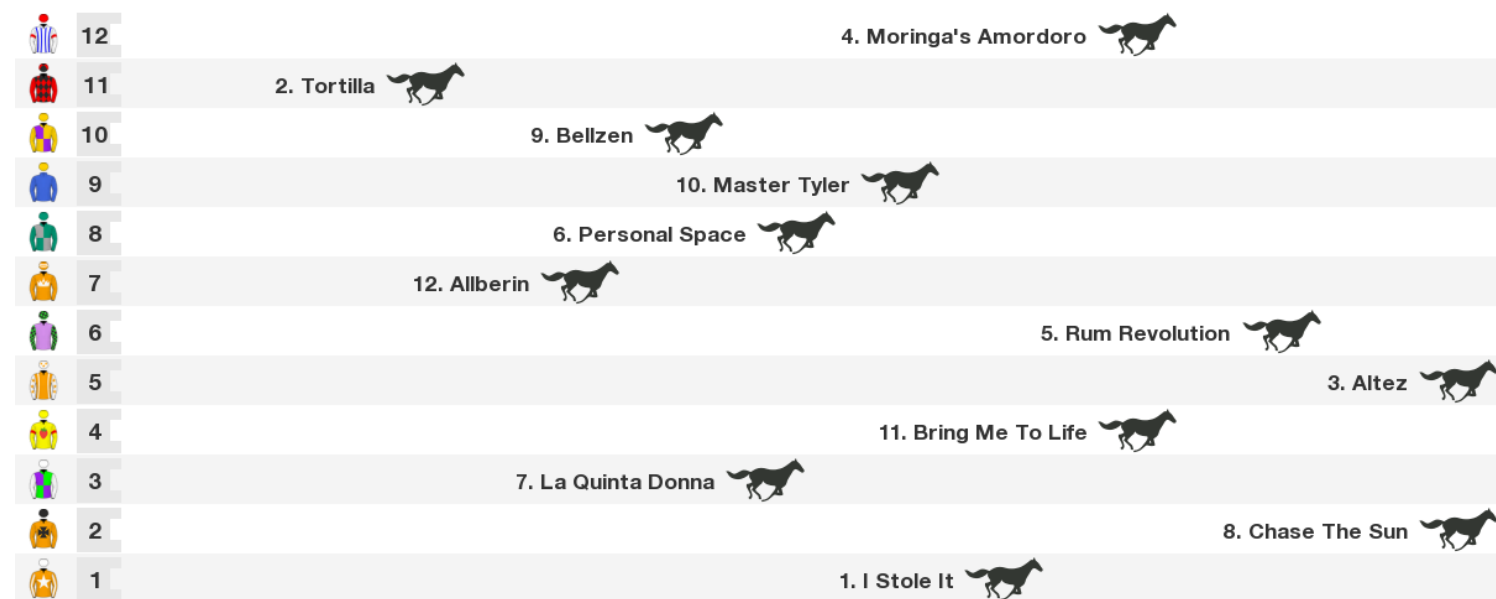 12 4. Moringa's Amordoro
11 2. Tortilla
10 9. Bellzen
9 10. Master Tyler
8 6. Personal Space
7 12. Allberin
6 5. Rum Revolution
5 3. Altez
4 11. Bring Me To Life
3 7. La Quinta Donna
2 8. Chase The Sun
1 1. I Stole It